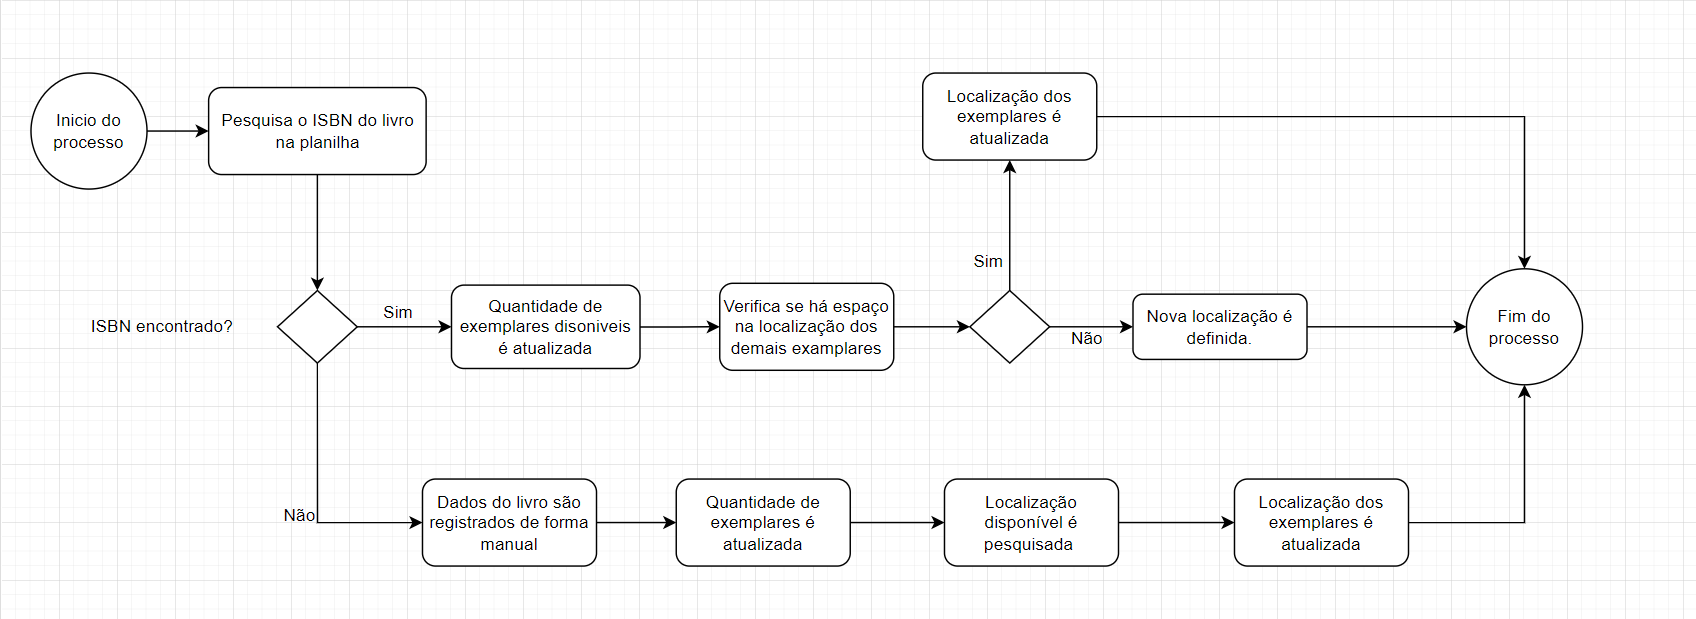 Inicio do
processo
Pesquisa o ISBN do livro
na planilha
Localização dos
exemplares é
atualizada
Sim
ISBN encontrado?
Sim
Quantidade de
exemplares disoniveis
é atualizada
Verifica se há espaço
na localização dos
demais examplares
Não
Nova localização é
definida.
Fim do
processo
Não
Dados do livro são
registrados de forma
manual
Quantidade de
exemplares é
atualizada
Localização
disponível é
pesquisada
Localização dos
exemplares é
atualizada